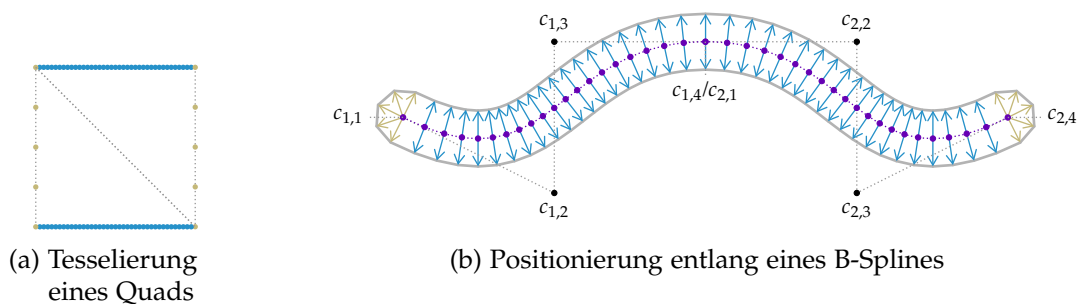 c1,3
c2,2
c1,1
c1,4/c2,1
c2,4
c1,2
c2,3
(a) Tesselierung
eines Quads
(b) Positionierung entlang eines B-Splines